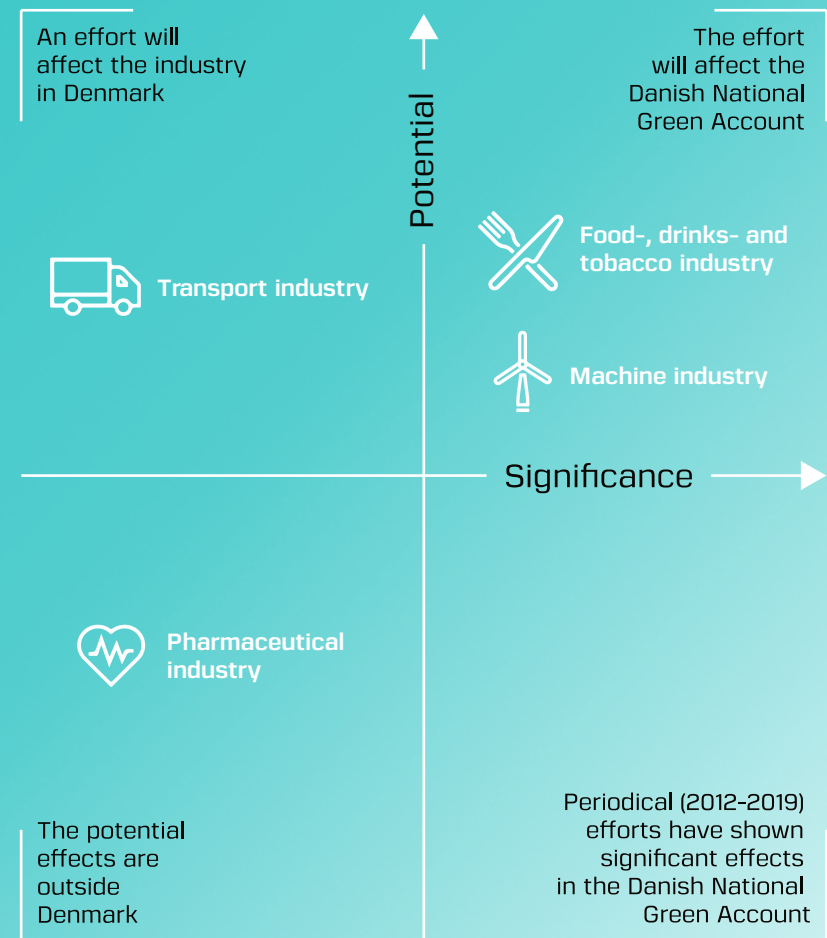 An effort will
affect the industry
in Denmark
The effort
will affect the
Danish National
Green Account
Potential
Food-, drinks- and
tobacco industry
Transport industry
Machine industry
Significance
Pharmaceutical
industry
The potential
effects are
outside
Denmark
Periodical (2012-2019)
efforts have shown
significant effects
in the Danish National
Green Account